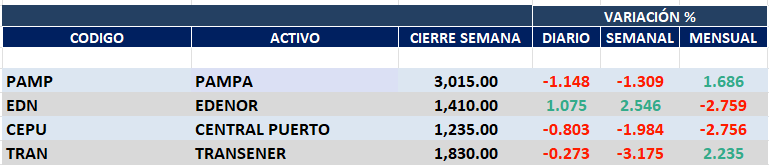 VARIACIÓN %
CODIGO ACTIVO CIERRE SEMANA DIARIO SEMANAL MENSUAL
PAMP PAMPA 3,015.00 -1.148 -1.309 1.686
EDN EDENOR 1,410.00 1.075 2.546 -2.759
CEPU CENTRAL PUERTO 1,235.00 -0.803 -1.984 -2.756
TRAN TRANSENER 1,830.00 -0.273 -3.175 2.235